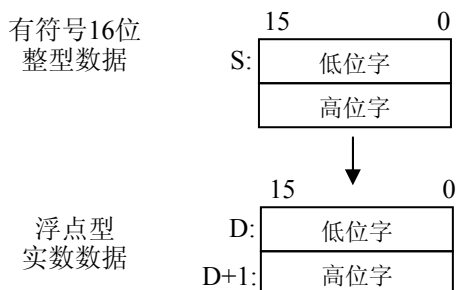 有符号16位
整型数据
15 0
S: 低位字
高位字
15 0
浮点型
实数数据
D: 低位字
D+1: 高位字